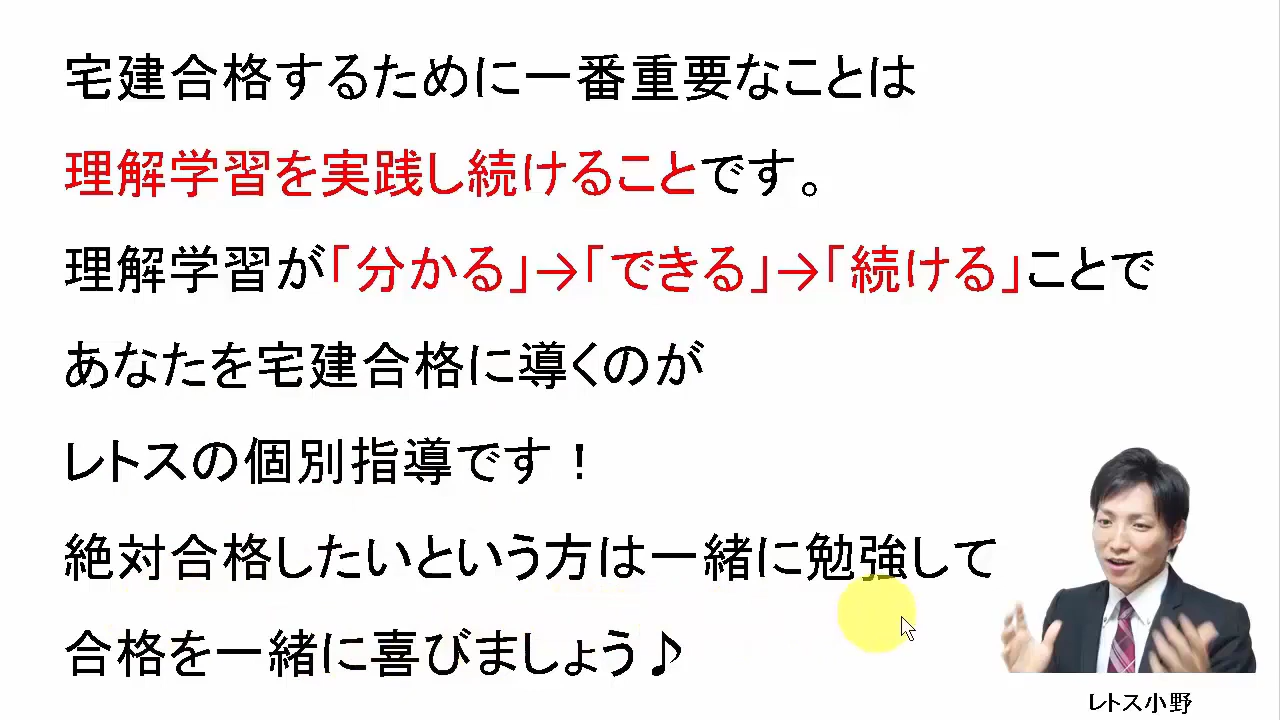 宅建合格するために一番重要なことは
理解学習を実践し続けることです。
理解学習が「分かる」→「できる」→「続ける」ことで
あなたを宅建合格に導くのが
レトスの個別指導です！
絶対合格したいという方は一緒に勉強して
合格を一緒に喜びましょう♪
レトス小野